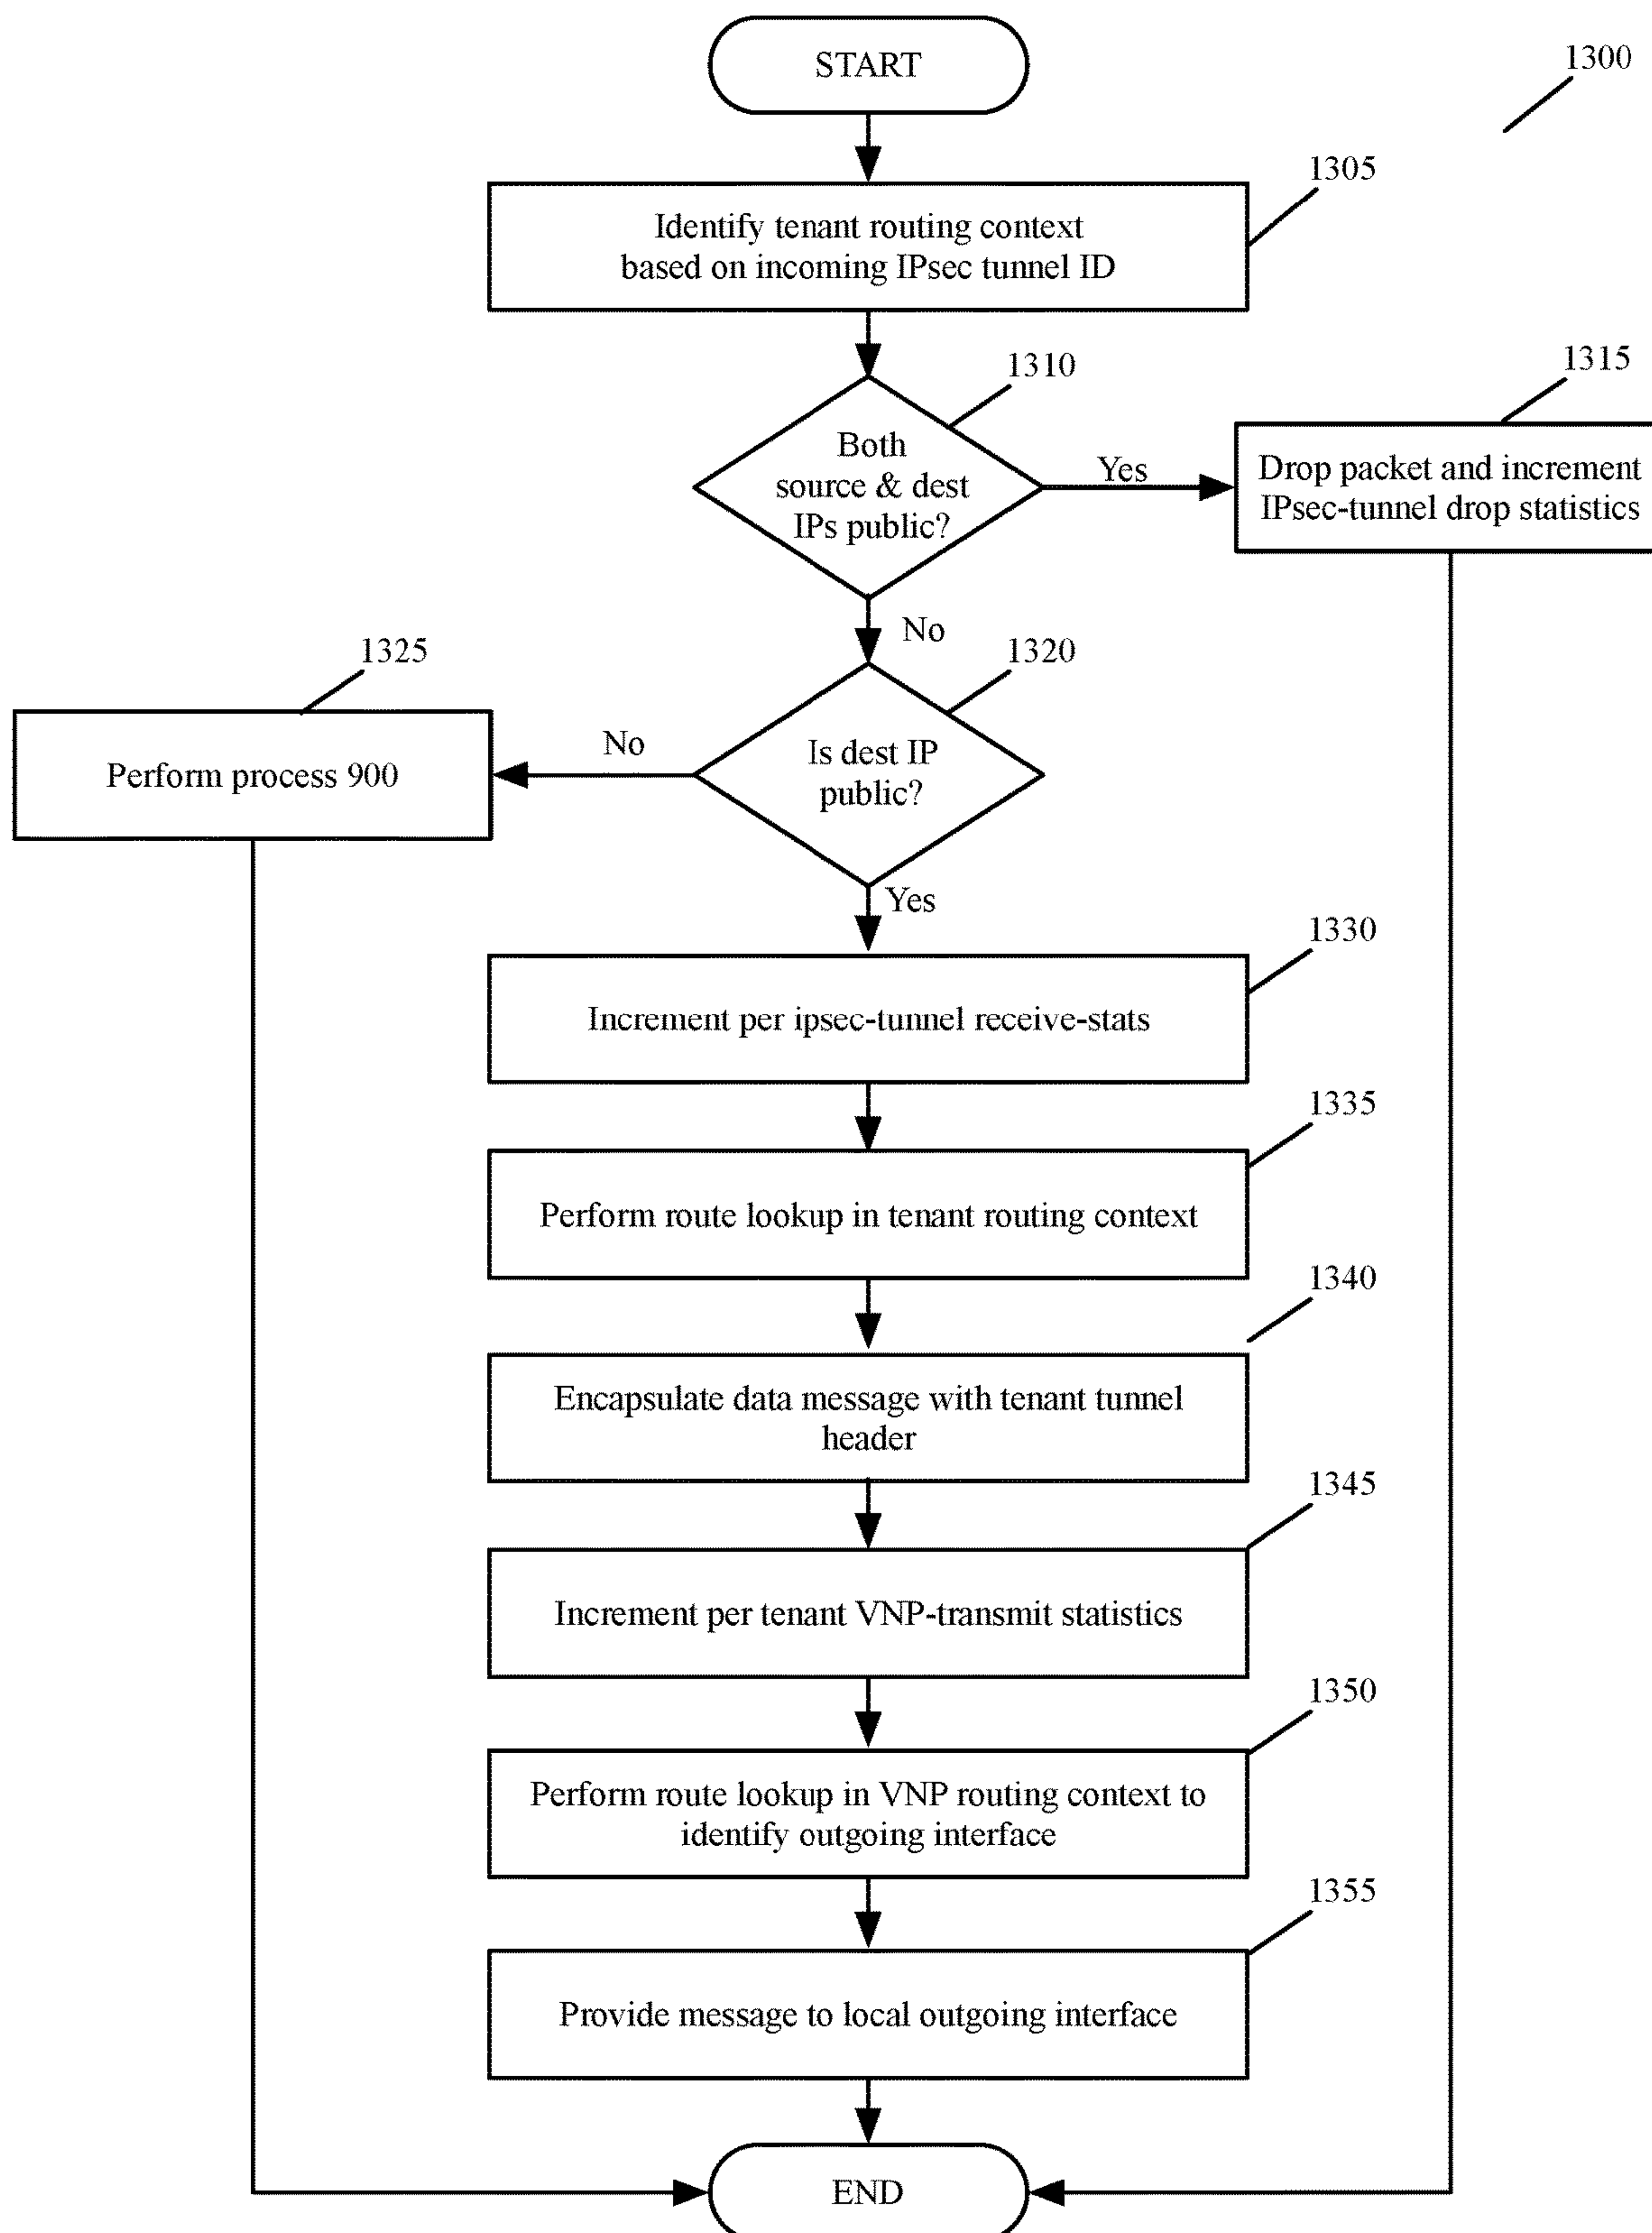 START
1300
1305
Identify tenant routing context
based on incoming IPsec tunnel ID
1310
1315
Both
source & dest
IPs public?
Yes
Drop packet and increment
IPsec-tunnel drop statistics
No
1320
1325
Is dest IP
public?
No
Perform process 900
Yes
1330
Increment per ipsec-tunnel receive-stats
1335
Perform route lookup in tenant routing context
1340
Encapsulate data message with tenant tunnel
header
1345
Increment per tenant VNP-transmit statistics
1350
Perform route lookup in VNP routing context to
identify outgoing interface
1355
Provide message to local outgoing interface
END